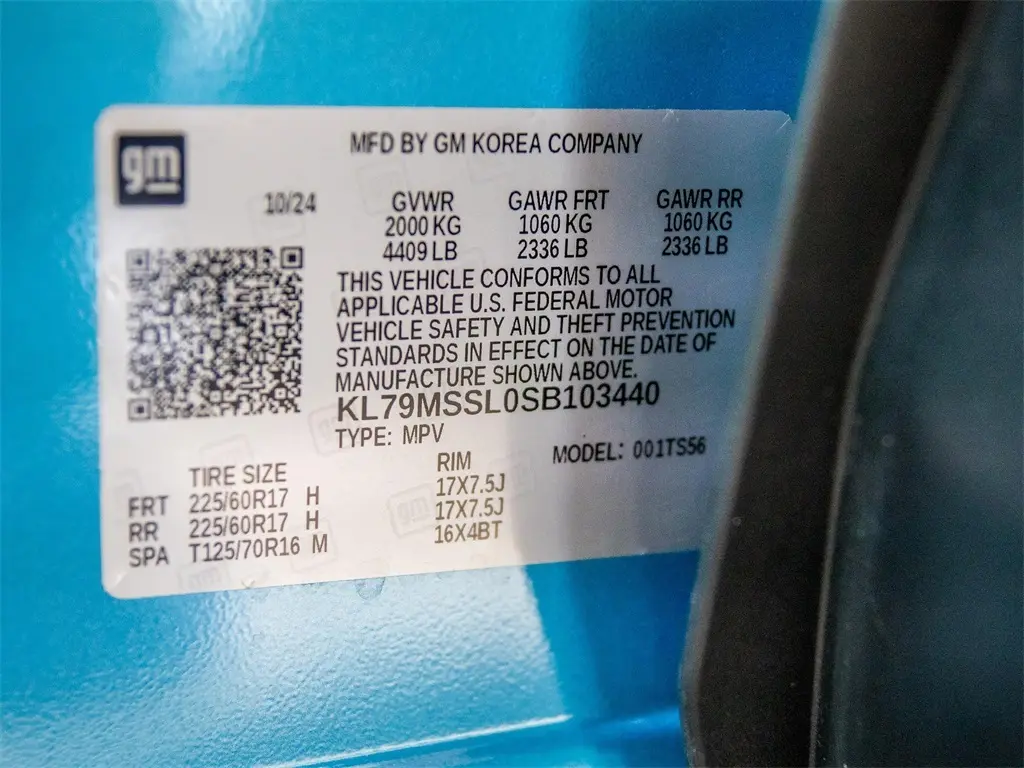 gm
MFD BY GM KOREA COMPANY
10/24 GVWR GAWR FRT GAWR RR
2000 KG 1060 KG 1060 KG
4409 LB 2336 LB 2336 LB
THIS VEHICLE CONFORMS TO ALL
APPLICABLE U.S. FEDERAL MOTOR
VEHICLE SAFETY AND THEFT PREVENTION
STANDARDS IN EFFECT ON THE DATE OF
MANUFACTURE SHOWN ABOVE.
KL79MSSL0SB103440
TYPE: MPV MODEL: 001TS56
TIRE SIZE RIM
FRT 225/60R17 H 17X7.5J
RR 225/60R17 H 17X7.5J
SPA T125/70R16 M 16X4BT